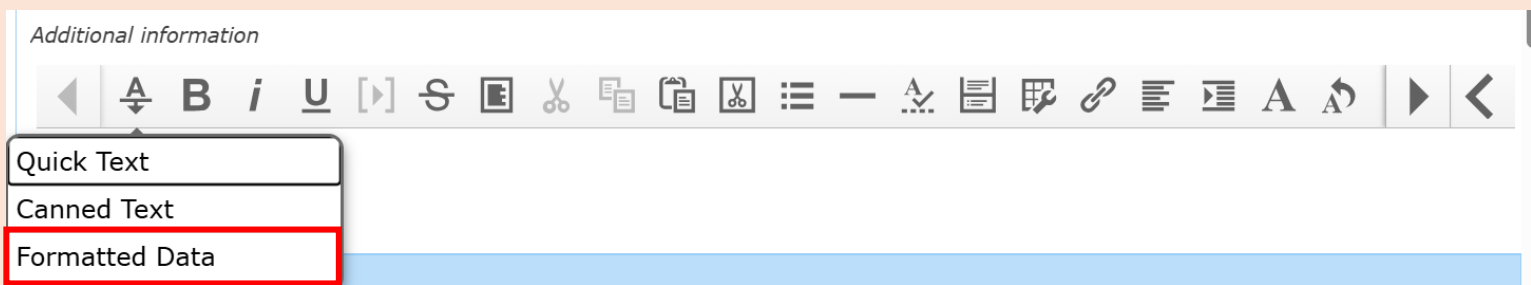 Additional information
Quick Text
Canned Text
Formatted Data